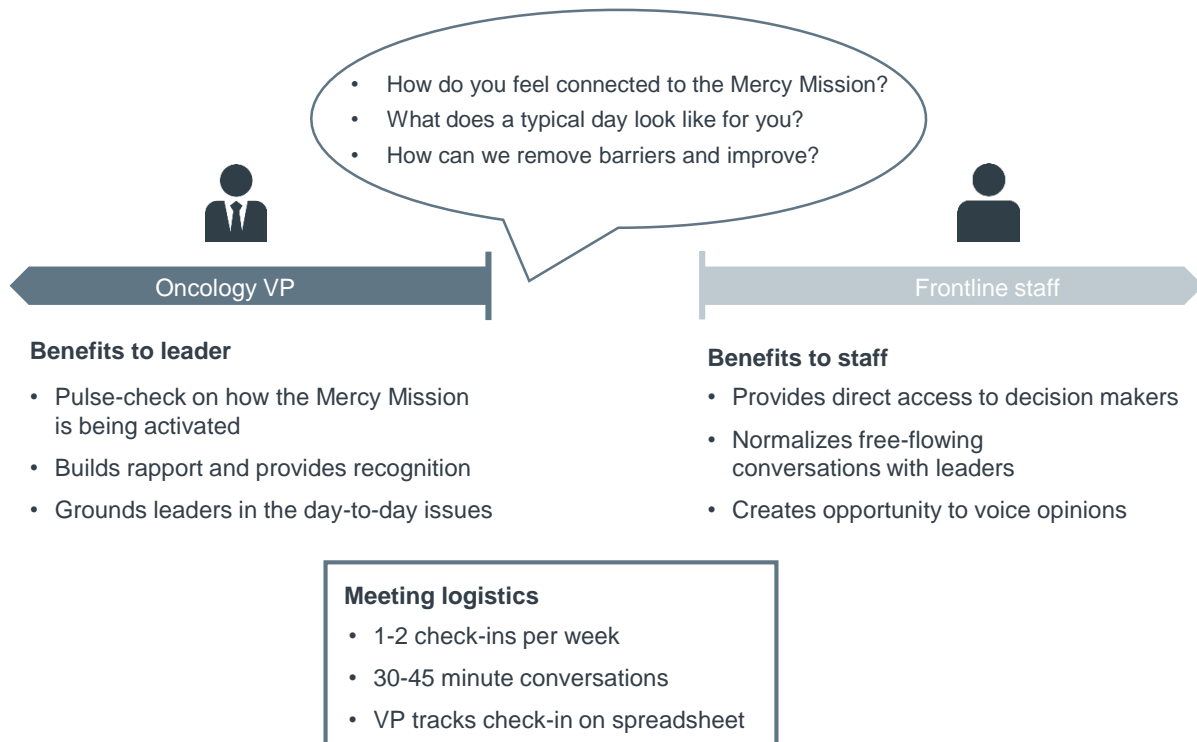 • How do you feel connected to the Mercy Mission?
• What does a typical day look like for you?
• How can we remove barriers and improve?
Oncology VP
Frontline staff
Benefits to leader
• Pulse-check on how the Mercy Mission
is being activated
• Builds rapport and provides recognition
• Grounds leaders in the day-to-day issues
Benefits to staff
• Provides direct access to decision makers
• Normalizes free-flowing
conversations with leaders
• Creates opportunity to voice opinions
Meeting logistics
• 1-2 check-ins per week
• 30-45 minute conversations
• VP tracks check-in on spreadsheet